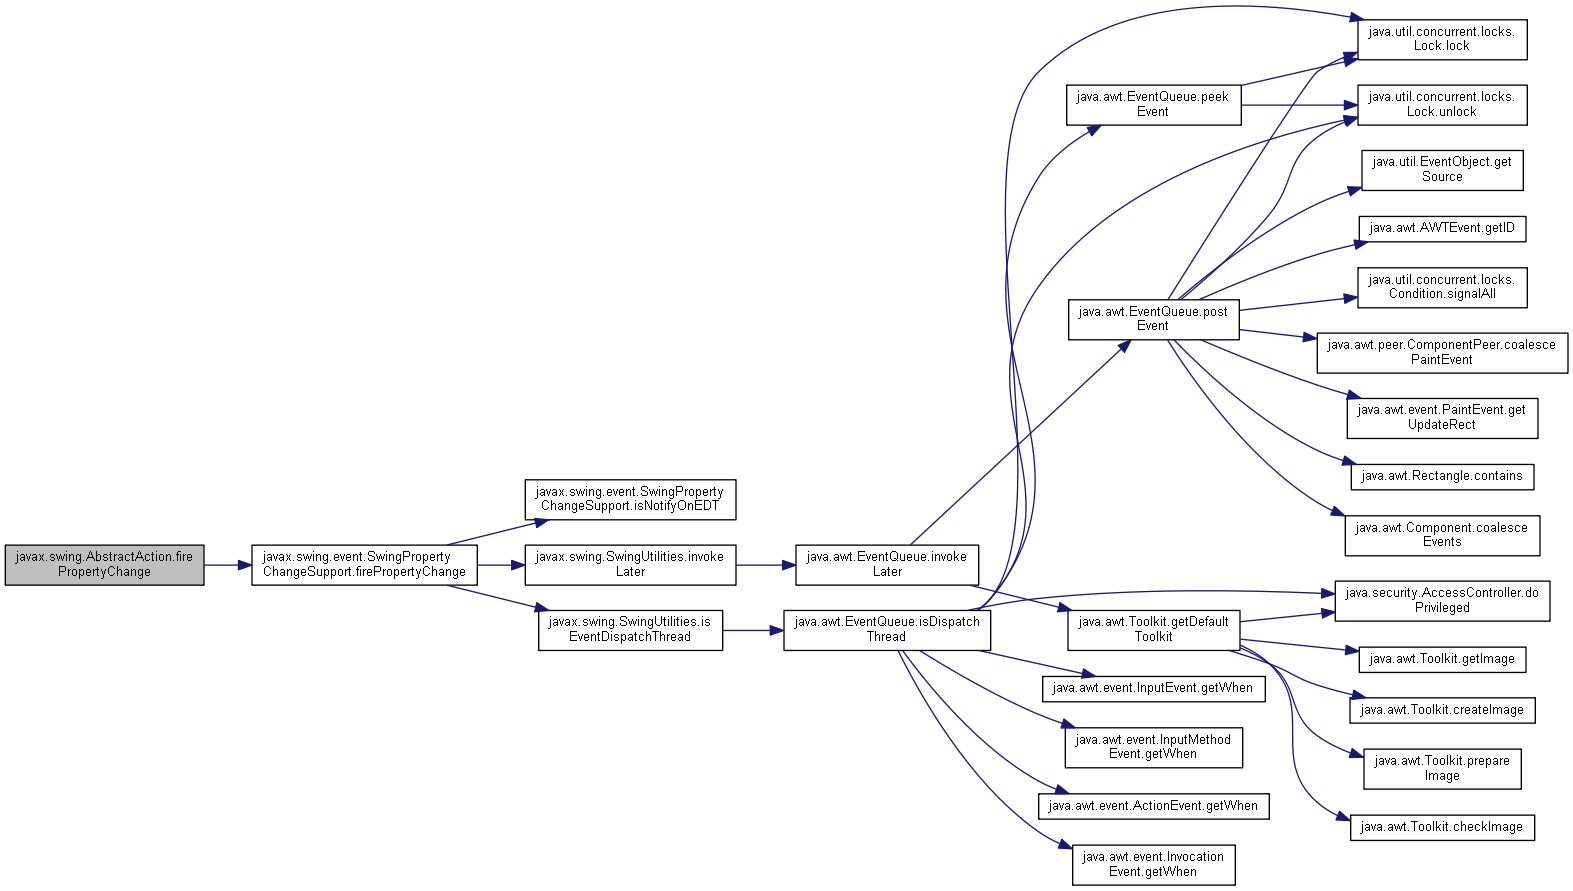 javax.swing.AbstractAction.fire
PropertyChange
javax.swing.event.SwingProperty
ChangeSupport.firePropertyChange
javax.swing.event.SwingProperty
ChangeSupport.isNotifyOnEDT
javax.swing.SwingUtilities.invoke
Later
javax.swing.SwingUtilities.is
EventDispatchThread
java.awt.EventQueue.invoke
Later
java.awt.EventQueue.isDispatch
Thread
java.awt.EventQueue.peek
Event
java.awt.EventQueue.post
Event
java.awt.Toolkit.getDefault
Toolkit
java.awt.event.InputEvent.getWhen
java.awt.event.InputMethod
Event.getWhen
java.awt.event.ActionEvent.getWhen
java.awt.event.Invocation
Event.getWhen
java.util.concurrent.locks.
Lock.lock
java.util.concurrent.locks.
Lock.unlock
java.util.EventObject.get
Source
java.awt.AWTEvent.getID
java.util.concurrent.locks.
Condition.signalAll
java.awt.peer.ComponentPeer.coalesce
PaintEvent
java.awt.event.PaintEvent.get
UpdateRect
java.awt.Rectangle.contains
java.awt.Component.coalesce
Events
java.security.AccessController.do
Privileged
java.awt.Toolkit.getImage
java.awt.Toolkit.createImage
java.awt.Toolkit.prepare
Image
java.awt.Toolkit.checkImage